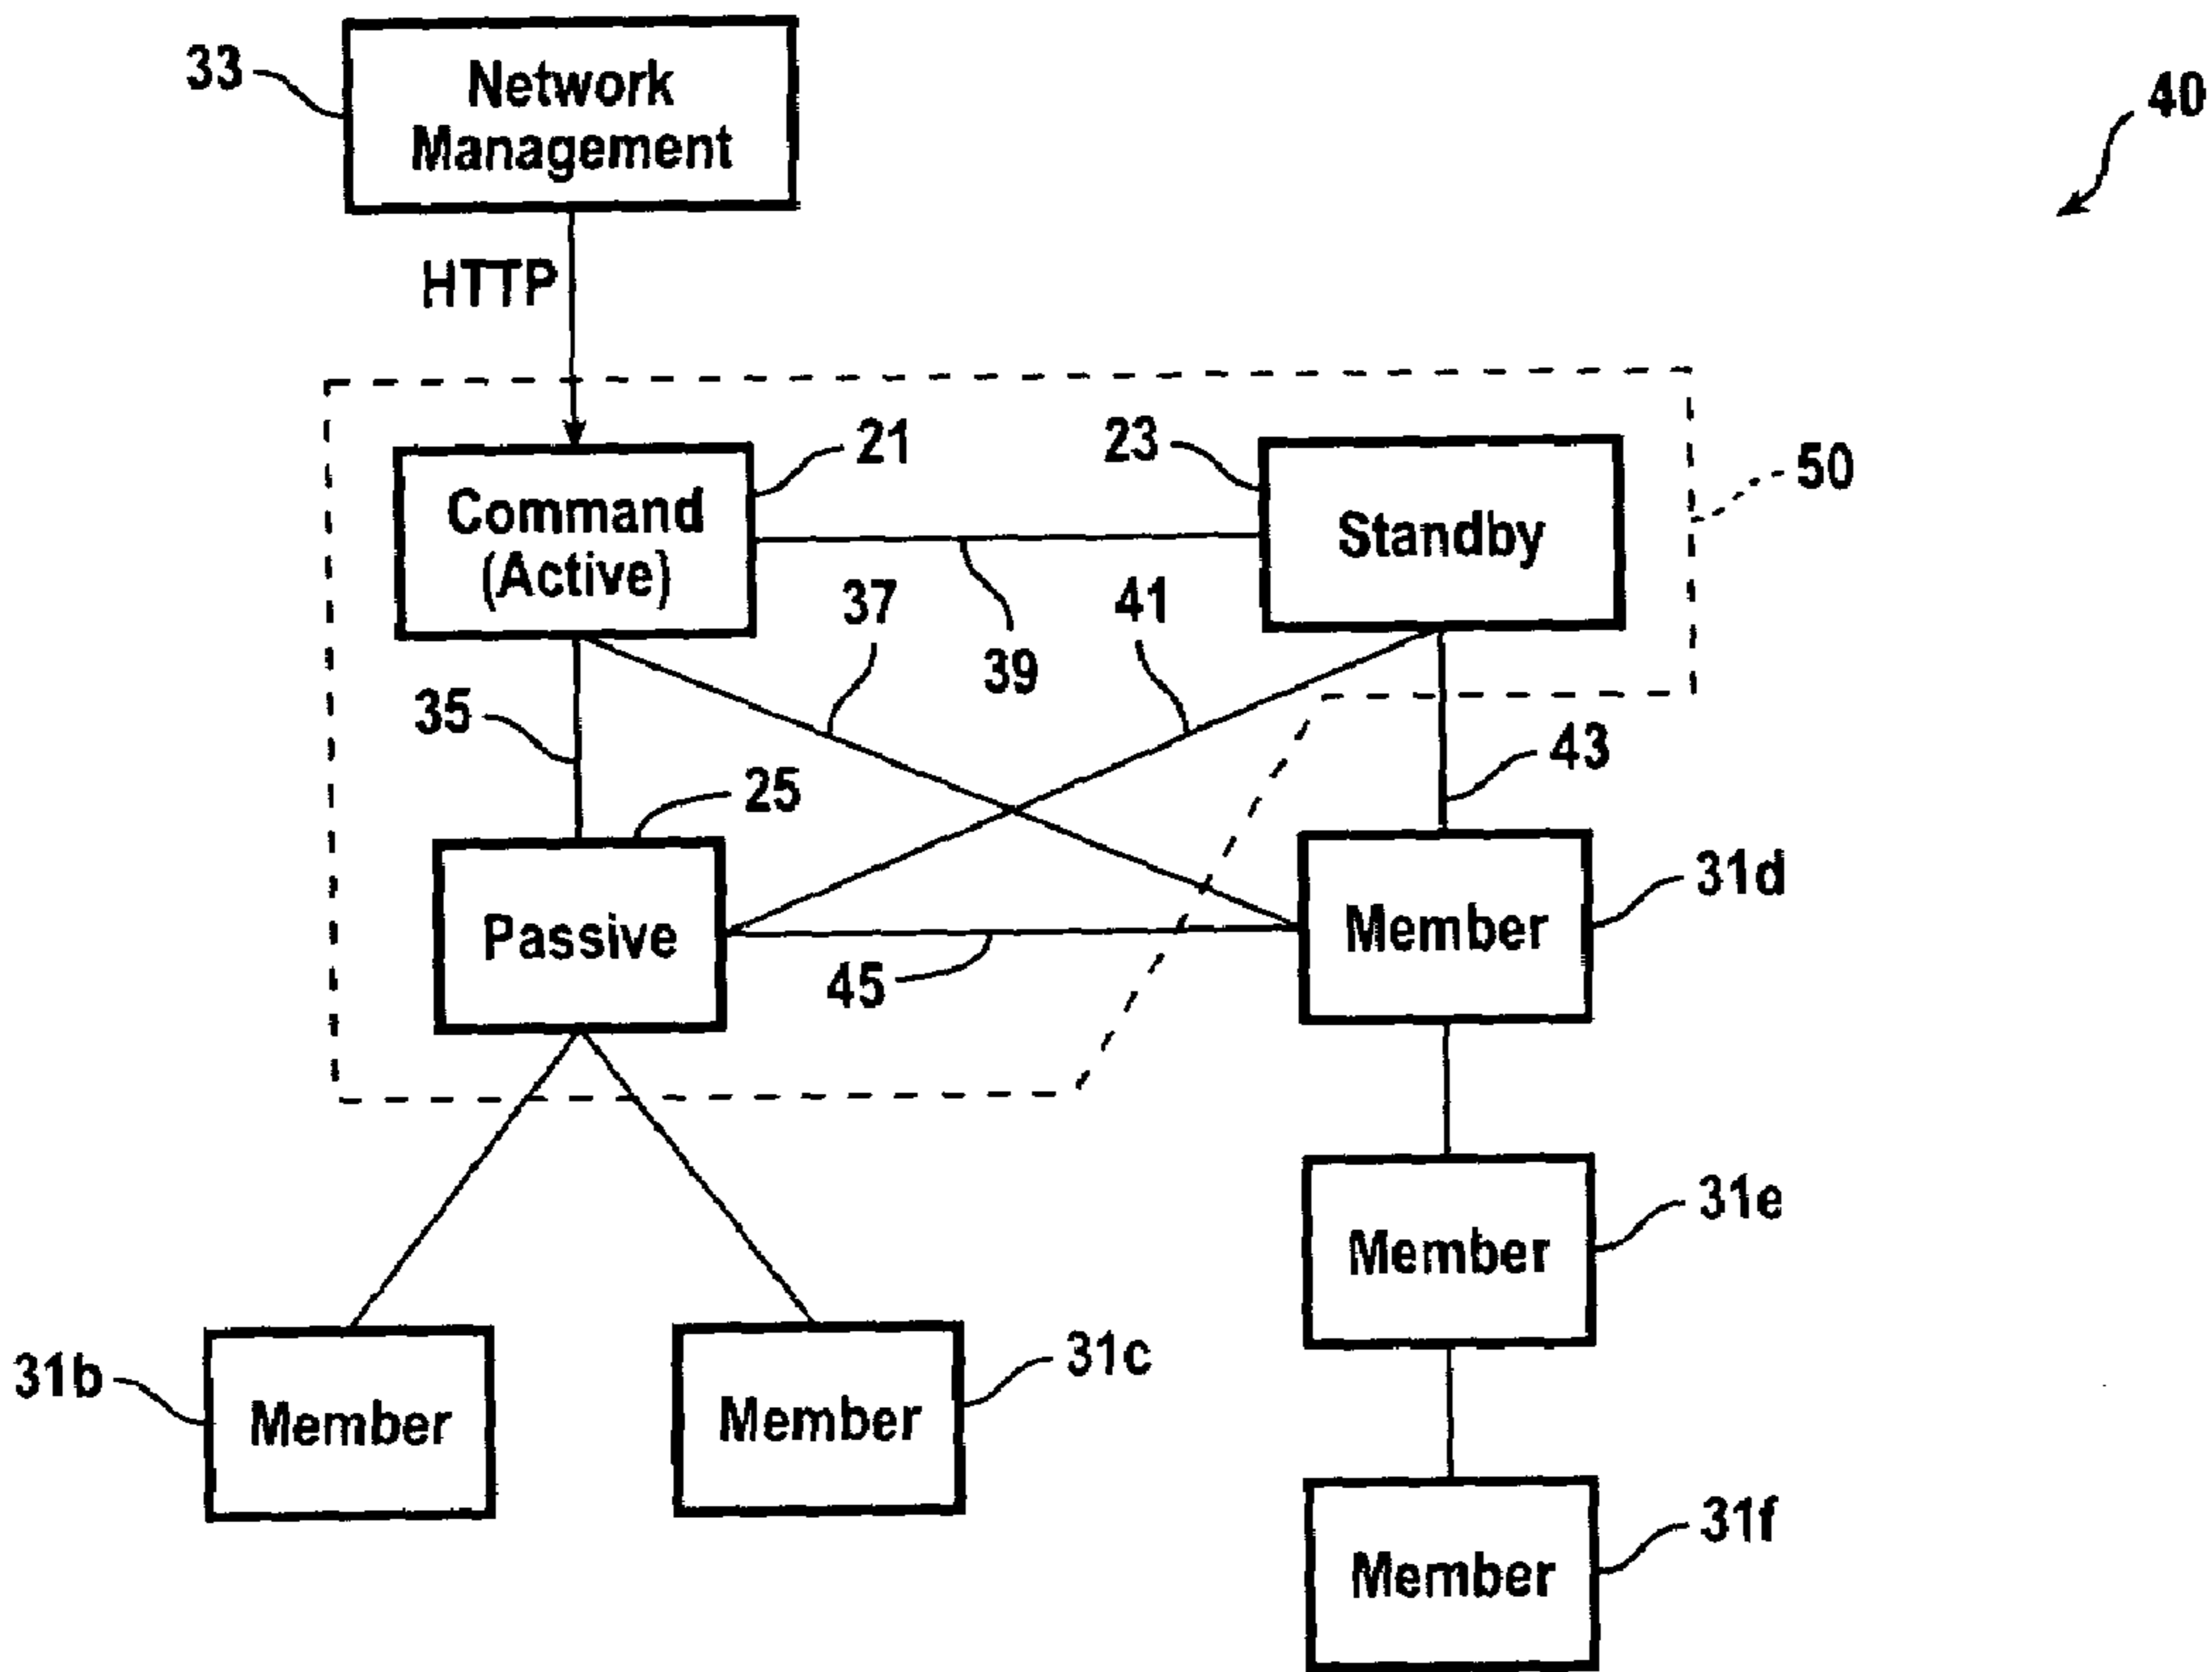 33
Network
Management
40
HTTP
21
23
50
Command
(Active)
Standby
37
41
39
35
43
25
31d
Passive
Member
45
31e
Member
31b
Member
Member
31c
31f
Member